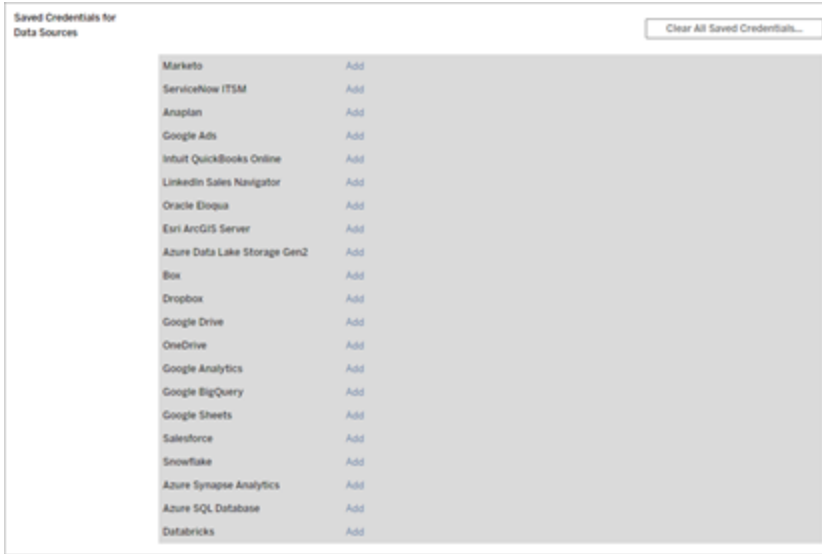 Saved Credentials for
Data Sources
Clear All Saved Credentials...
Marketo Add
ServiceNow ITSM Add
Anaplan Add
Google Ads Add
Intuit QuickBooks Online Add
LinkedIn Sales Navigator Add
Oracle Eloqua Add
Esri ArcGIS Server Add
Azure Data Lake Storage Gen2 Add
Box Add
Dropbox Add
Google Drive Add
OneDrive Add
Google Analytics Add
Google BigQuery Add
Google Sheets Add
Salesforce Add
Snowflake Add
Azure Synapse Analytics Add
Azure SQL Database Add
Databricks Add